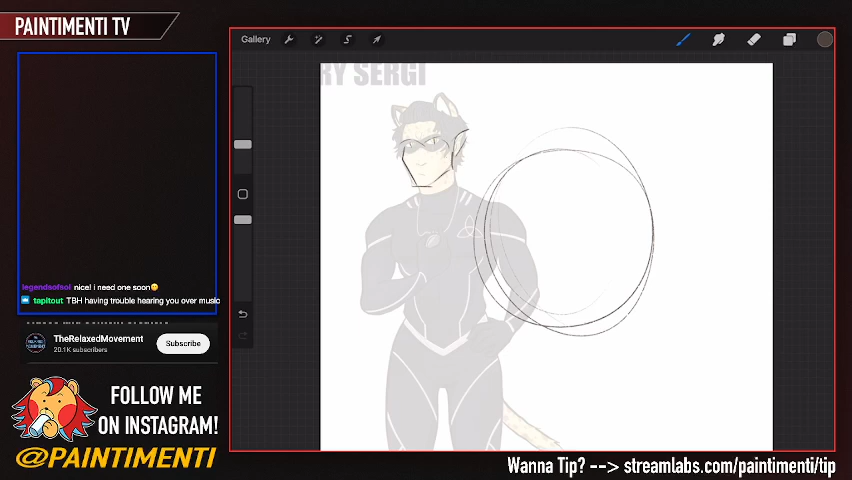 PAINTIMENTI TV
Gallery
RY SERGI
legendsofsol nice! i need one soon
tapitout TBH having trouble hearing you over music
TheRelaxedMovement
20.1K subscribers
Subscribe
FOLLOW ME
ON INSTAGRAM!
@PAINTIMENTI
Wanna Tip? --> streamlabs.com/paintimenti/tip